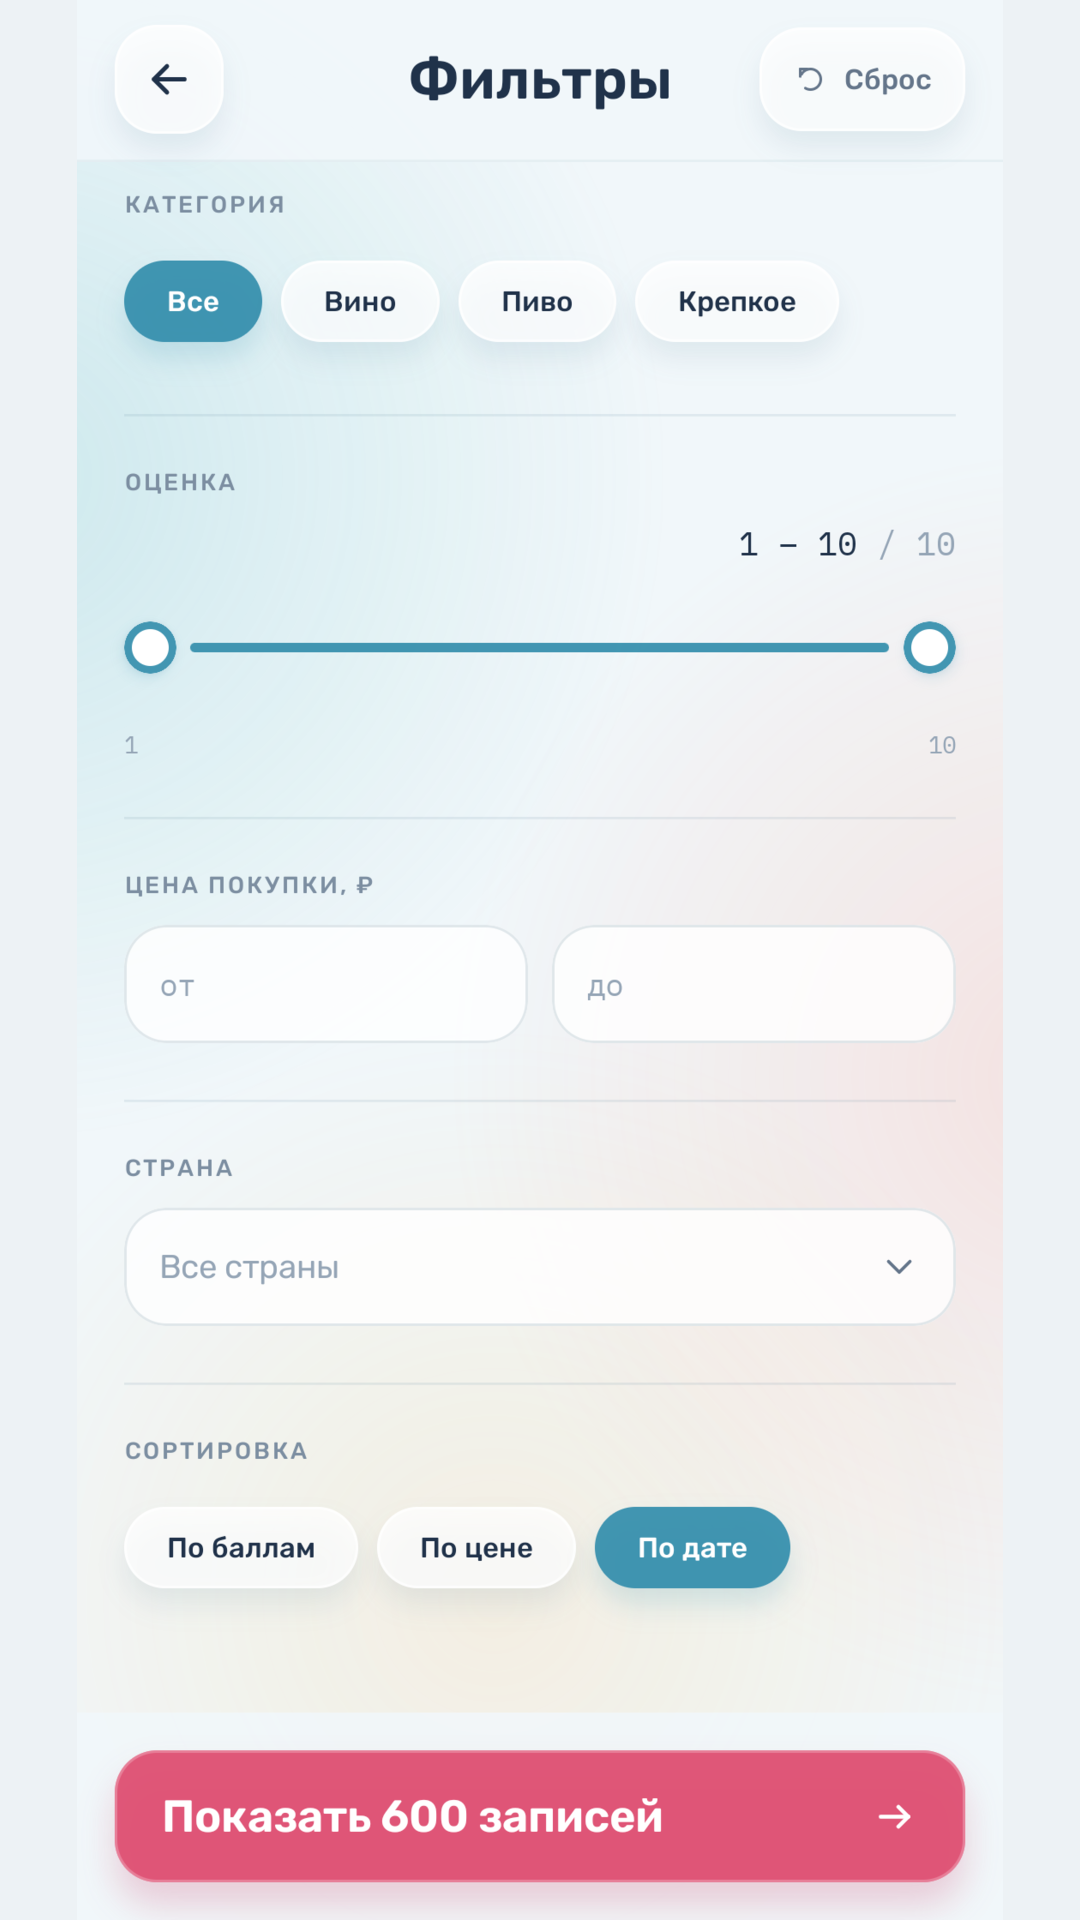 Фильтры
Сброс
КАТЕГОРИЯ
Все
Вино
Пиво
Крепкое
ОЦЕНКА
1 – 10 / 10
1
10
ЦЕНА ПОКУПКИ, ₽
от
до
СТРАНА
Все страны
СОРТИРОВКА
По баллам
По цене
По дате
Показать 600 записей